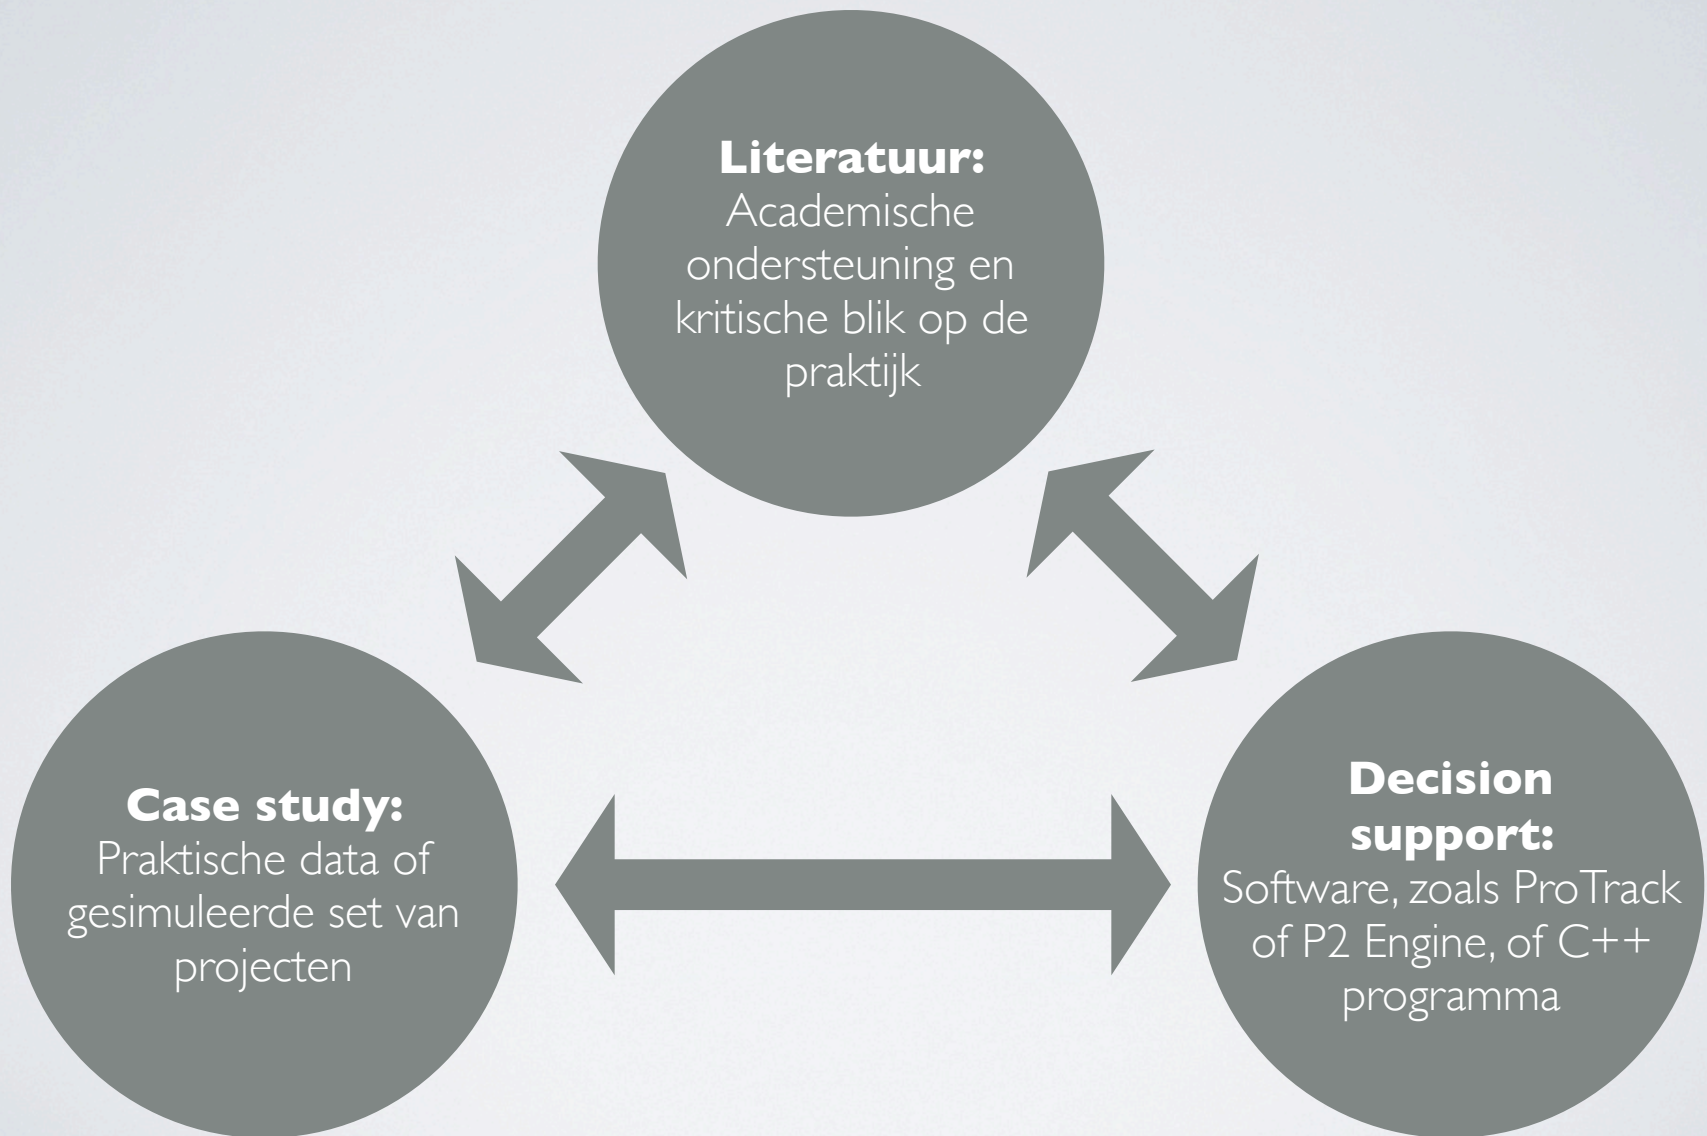 Literatuur:
Academische
ondersteuning en
kritische blik op de
praktijk
Case study:
Praktische data of
gesimuleerde set van
projecten
Decision
support:
Software, zoals ProTrack
of P2 Engine, of C++
programma